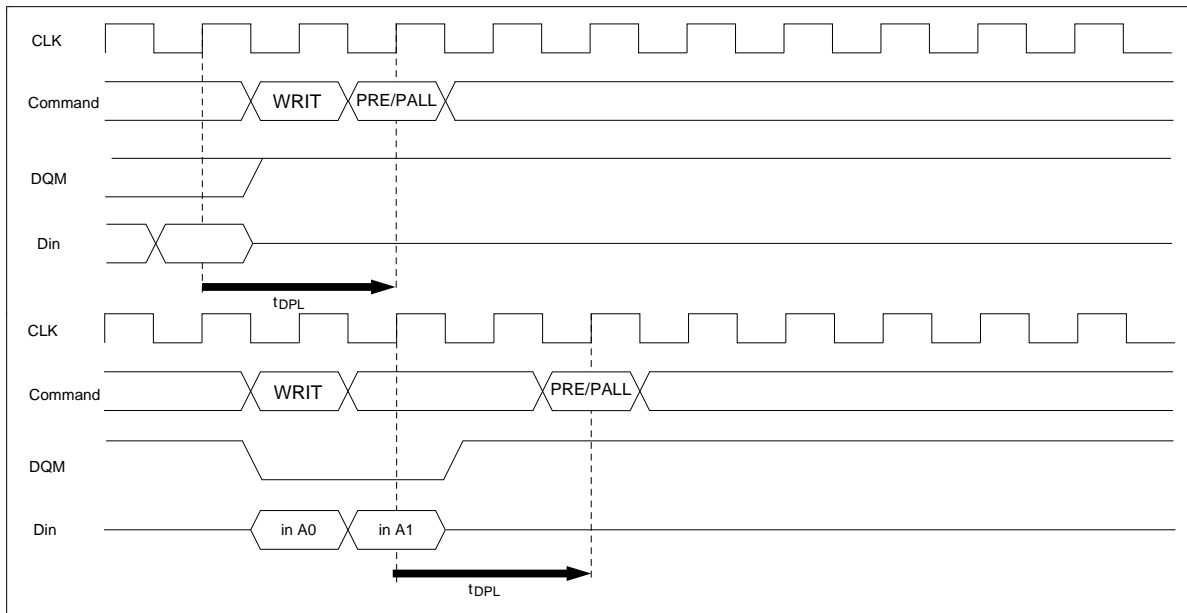 CLK
Command WRIT PRE/PALL
DQM
Din
tDPL
CLK
Command WRIT PRE/PALL
DQM
Din in A0 in A1
tDPL